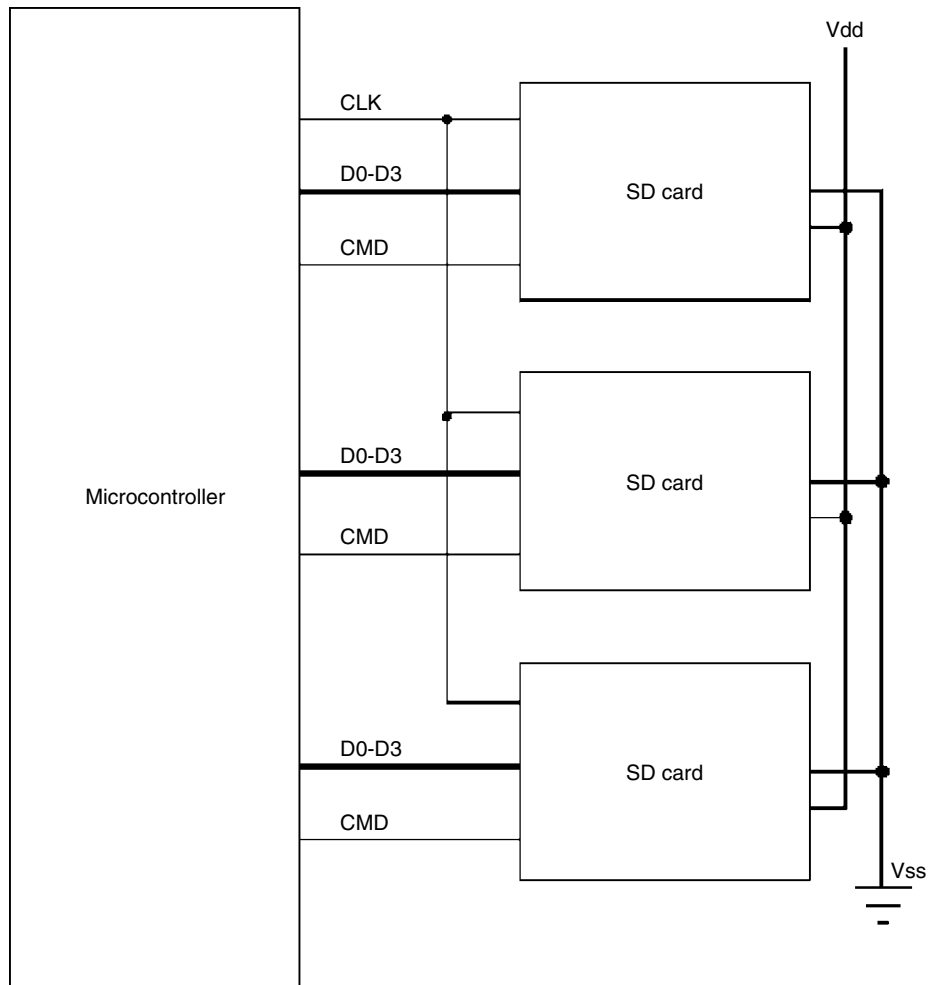 Vdd
CLK
D0-D3
SD card
CMD
D0-D3
Microcontroller
SD card
CMD
D0-D3
SD card
CMD
Vss